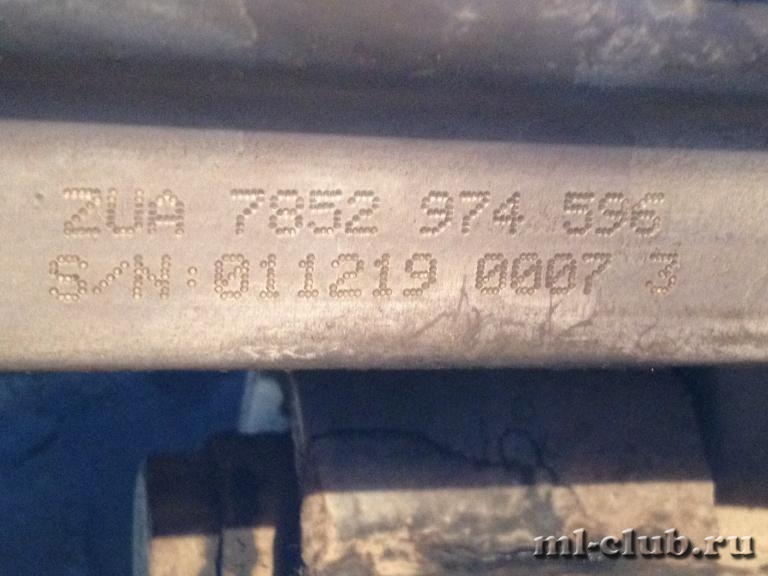 ZUA 7852 974 596
S/N:011219 0007 3
ml-club.ru